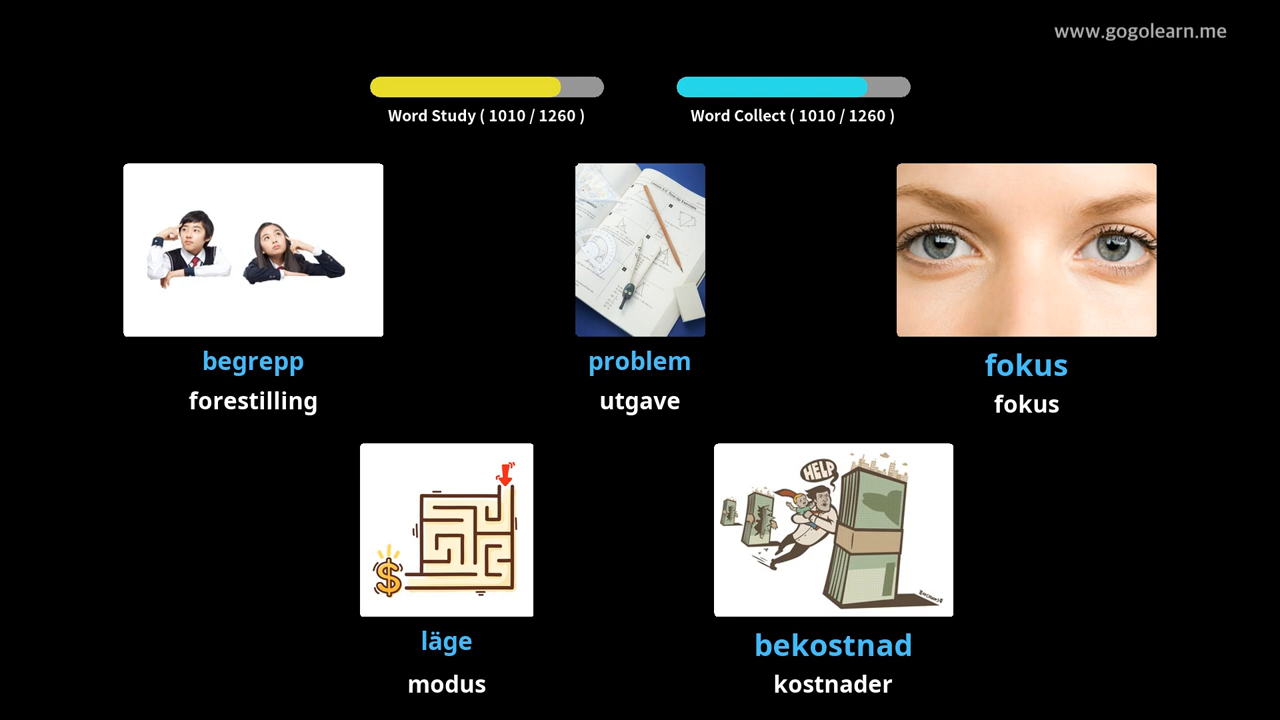 www.gogolearn.me
Word Study ( 1010 / 1260 )
Word Collect ( 1010 / 1260 )
begrepp
forestilling
problem
utgave
fokus
fokus
HELP
läge
modus
bekostnad
kostnader